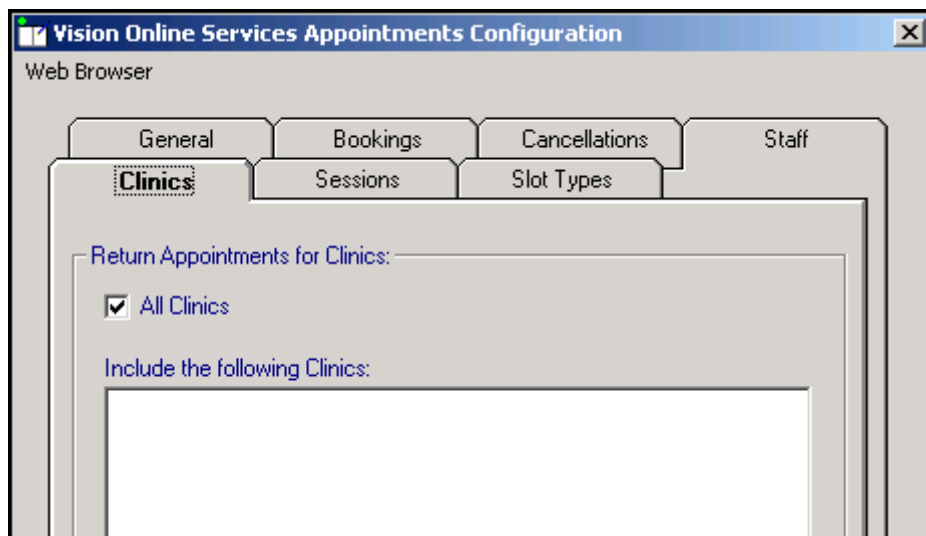 Vision Online Services Appointments Configuration
Web Browser
General Bookings Cancellations Staff
Clinics Sessions Slot Types
Return Appointments for Clinics:
All Clinics
Include the following Clinics: